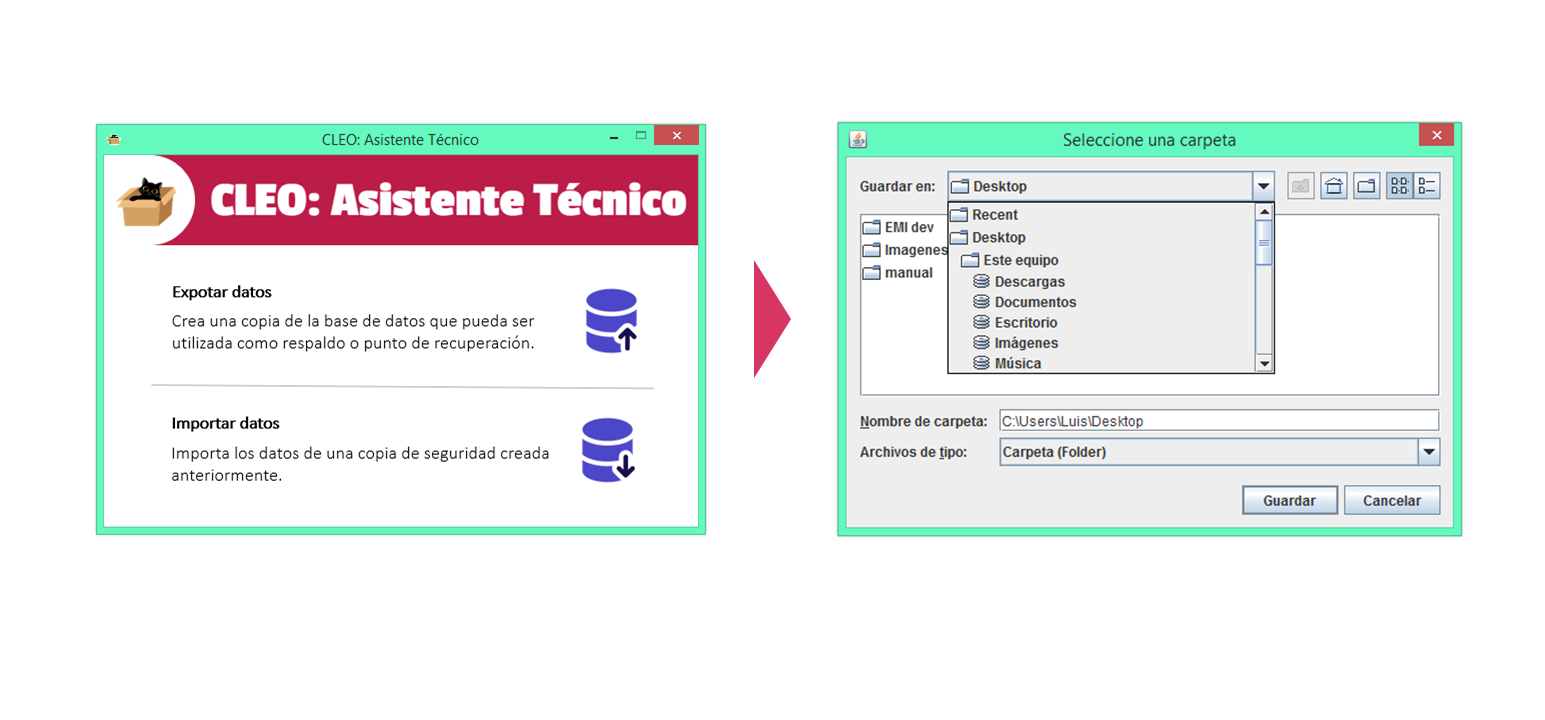 CLEO: Asistente Técnico
CLEO: Asistente Técnico
Expotar datos
Crea una copia de la base de datos que pueda ser
utilizada como respaldo o punto de recuperación.
Importar datos
Importa los datos de una copia de seguridad creada
anteriormente.
Seleccione una carpeta
Guardar en:
Desktop
EMI dev
Imagenes
manual
Recent
Desktop
Este equipo
Descargas
Documentos
Escritorio
Imágenes
Música
Nombre de carpeta:
C:\Users\Luis\Desktop
Archivos de tipo:
Carpeta (Folder)
Guardar
Cancelar